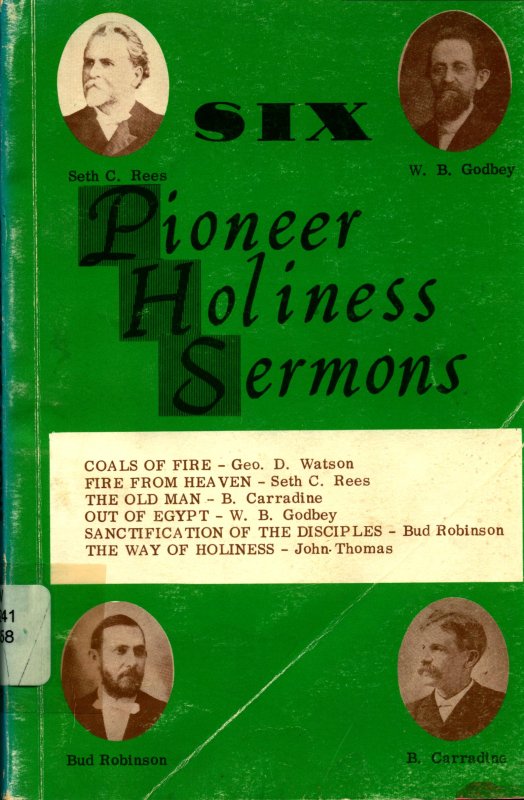 SIX
Seth C. Rees
W. B. Godbey
Pioneer
Holiness
Sermons
COALS OF FIRE - Geo. D. Watson
FIRE FROM HEAVEN - Seth C. Rees
THE OLD MAN - B. Carradine
OUT OF EGYPT - W. B. Godbey
SANCTIFICATION OF THE DISCIPLES - Bud Robinson
THE WAY OF HOLINESS - John Thomas
41
68
Bud Robinson
B. Carradine